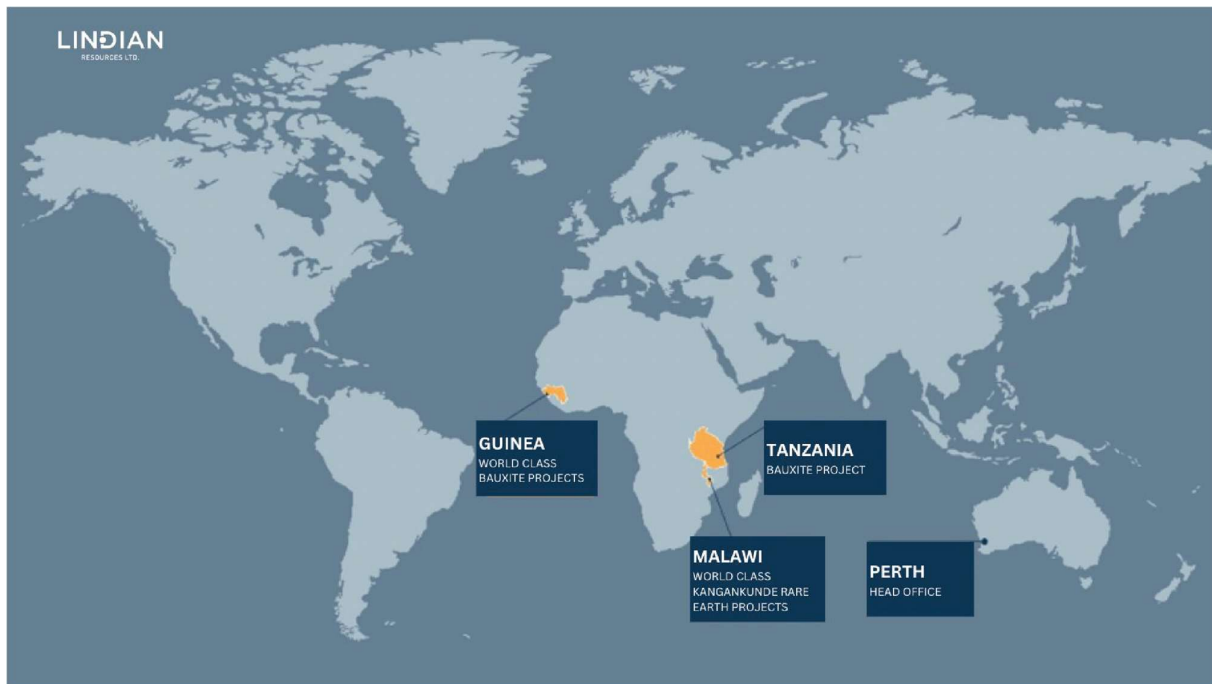 LINDIAN
RESOURCES LTD.
GUINEA
WORLD CLASS
BAUXITE PROJECTS
TANZANIA
BAUXITE PROJECT
MALAWI
WORLD CLASS
KANGANKUNDE RARE
EARTH PROJECTS
PERTH
HEAD OFFICE